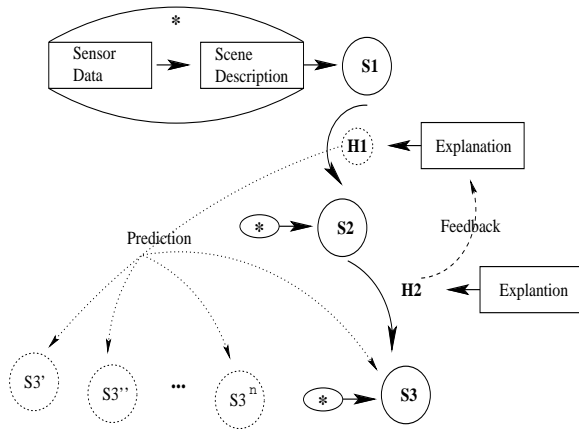 *
Sensor
Data
Scene
Description
S1
H1
Explanation
* S2
Prediction
Feedback
H2
Explantion
S3'
S3''
...
S3^n
* S3